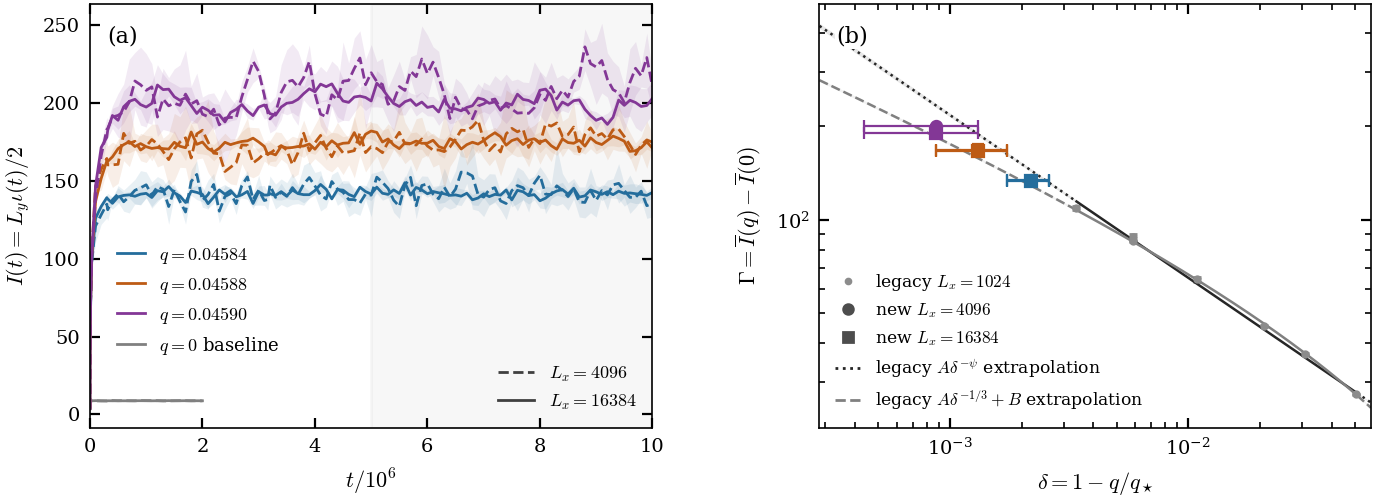 (a)
250
200
150
100
50
0
I(t) = L_y ι(t)/2
q = 0.04584
q = 0.04588
q = 0.04590
q = 0 baseline
L_x = 4096
L_x = 16384
0 2 4 6 8 10
t/10^6
(b)
10^2
Γ = I̅(q) − I̅(0)
legacy L_x = 1024
new L_x = 4096
new L_x = 16384
legacy Aδ^{−ψ} extrapolation
legacy Aδ^{−1/3} + B extrapolation
10^{−3} 10^{−2}
δ = 1 − q/q_⋆